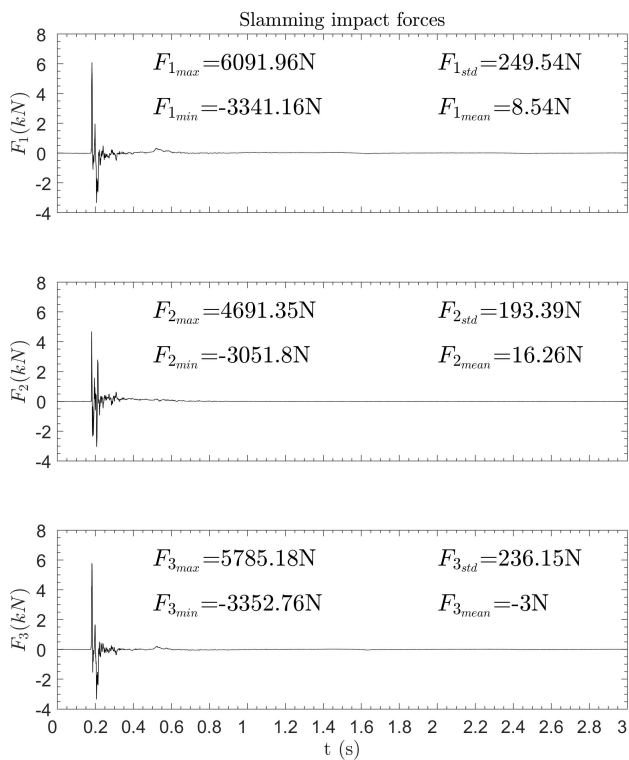 Slamming impact forces
8
6
4
2
0
-2
-4
F₁(kN)
F₁max=6091.96N
F₁std=249.54N
F₁min=-3341.16N
F₁mean=8.54N
8
6
4
2
0
-2
-4
F₂(kN)
F₂max=4691.35N
F₂std=193.39N
F₂min=-3051.8N
F₂mean=16.26N
8
6
4
2
0
-2
-4
F₃(kN)
F₃max=5785.18N
F₃std=236.15N
F₃min=-3352.76N
F₃mean=-3N
0 0.2 0.4 0.6 0.8 1 1.2 1.4 1.6 1.8 2 2.2 2.4 2.6 2.8 3
t (s)